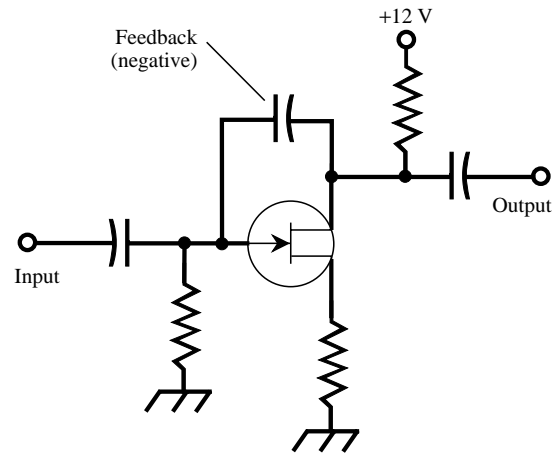 +12 V
Feedback
(negative)
Output
Input